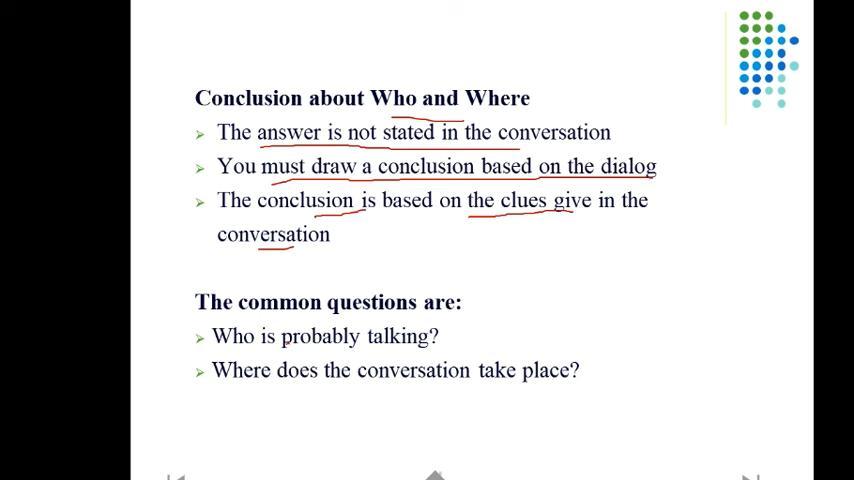 Conclusion about Who and Where
The answer is not stated in the conversation
You must draw a conclusion based on the dialog
The conclusion is based on the clues give in the
conversation
The common questions are:
Who is probably talking?
Where does the conversation take place?